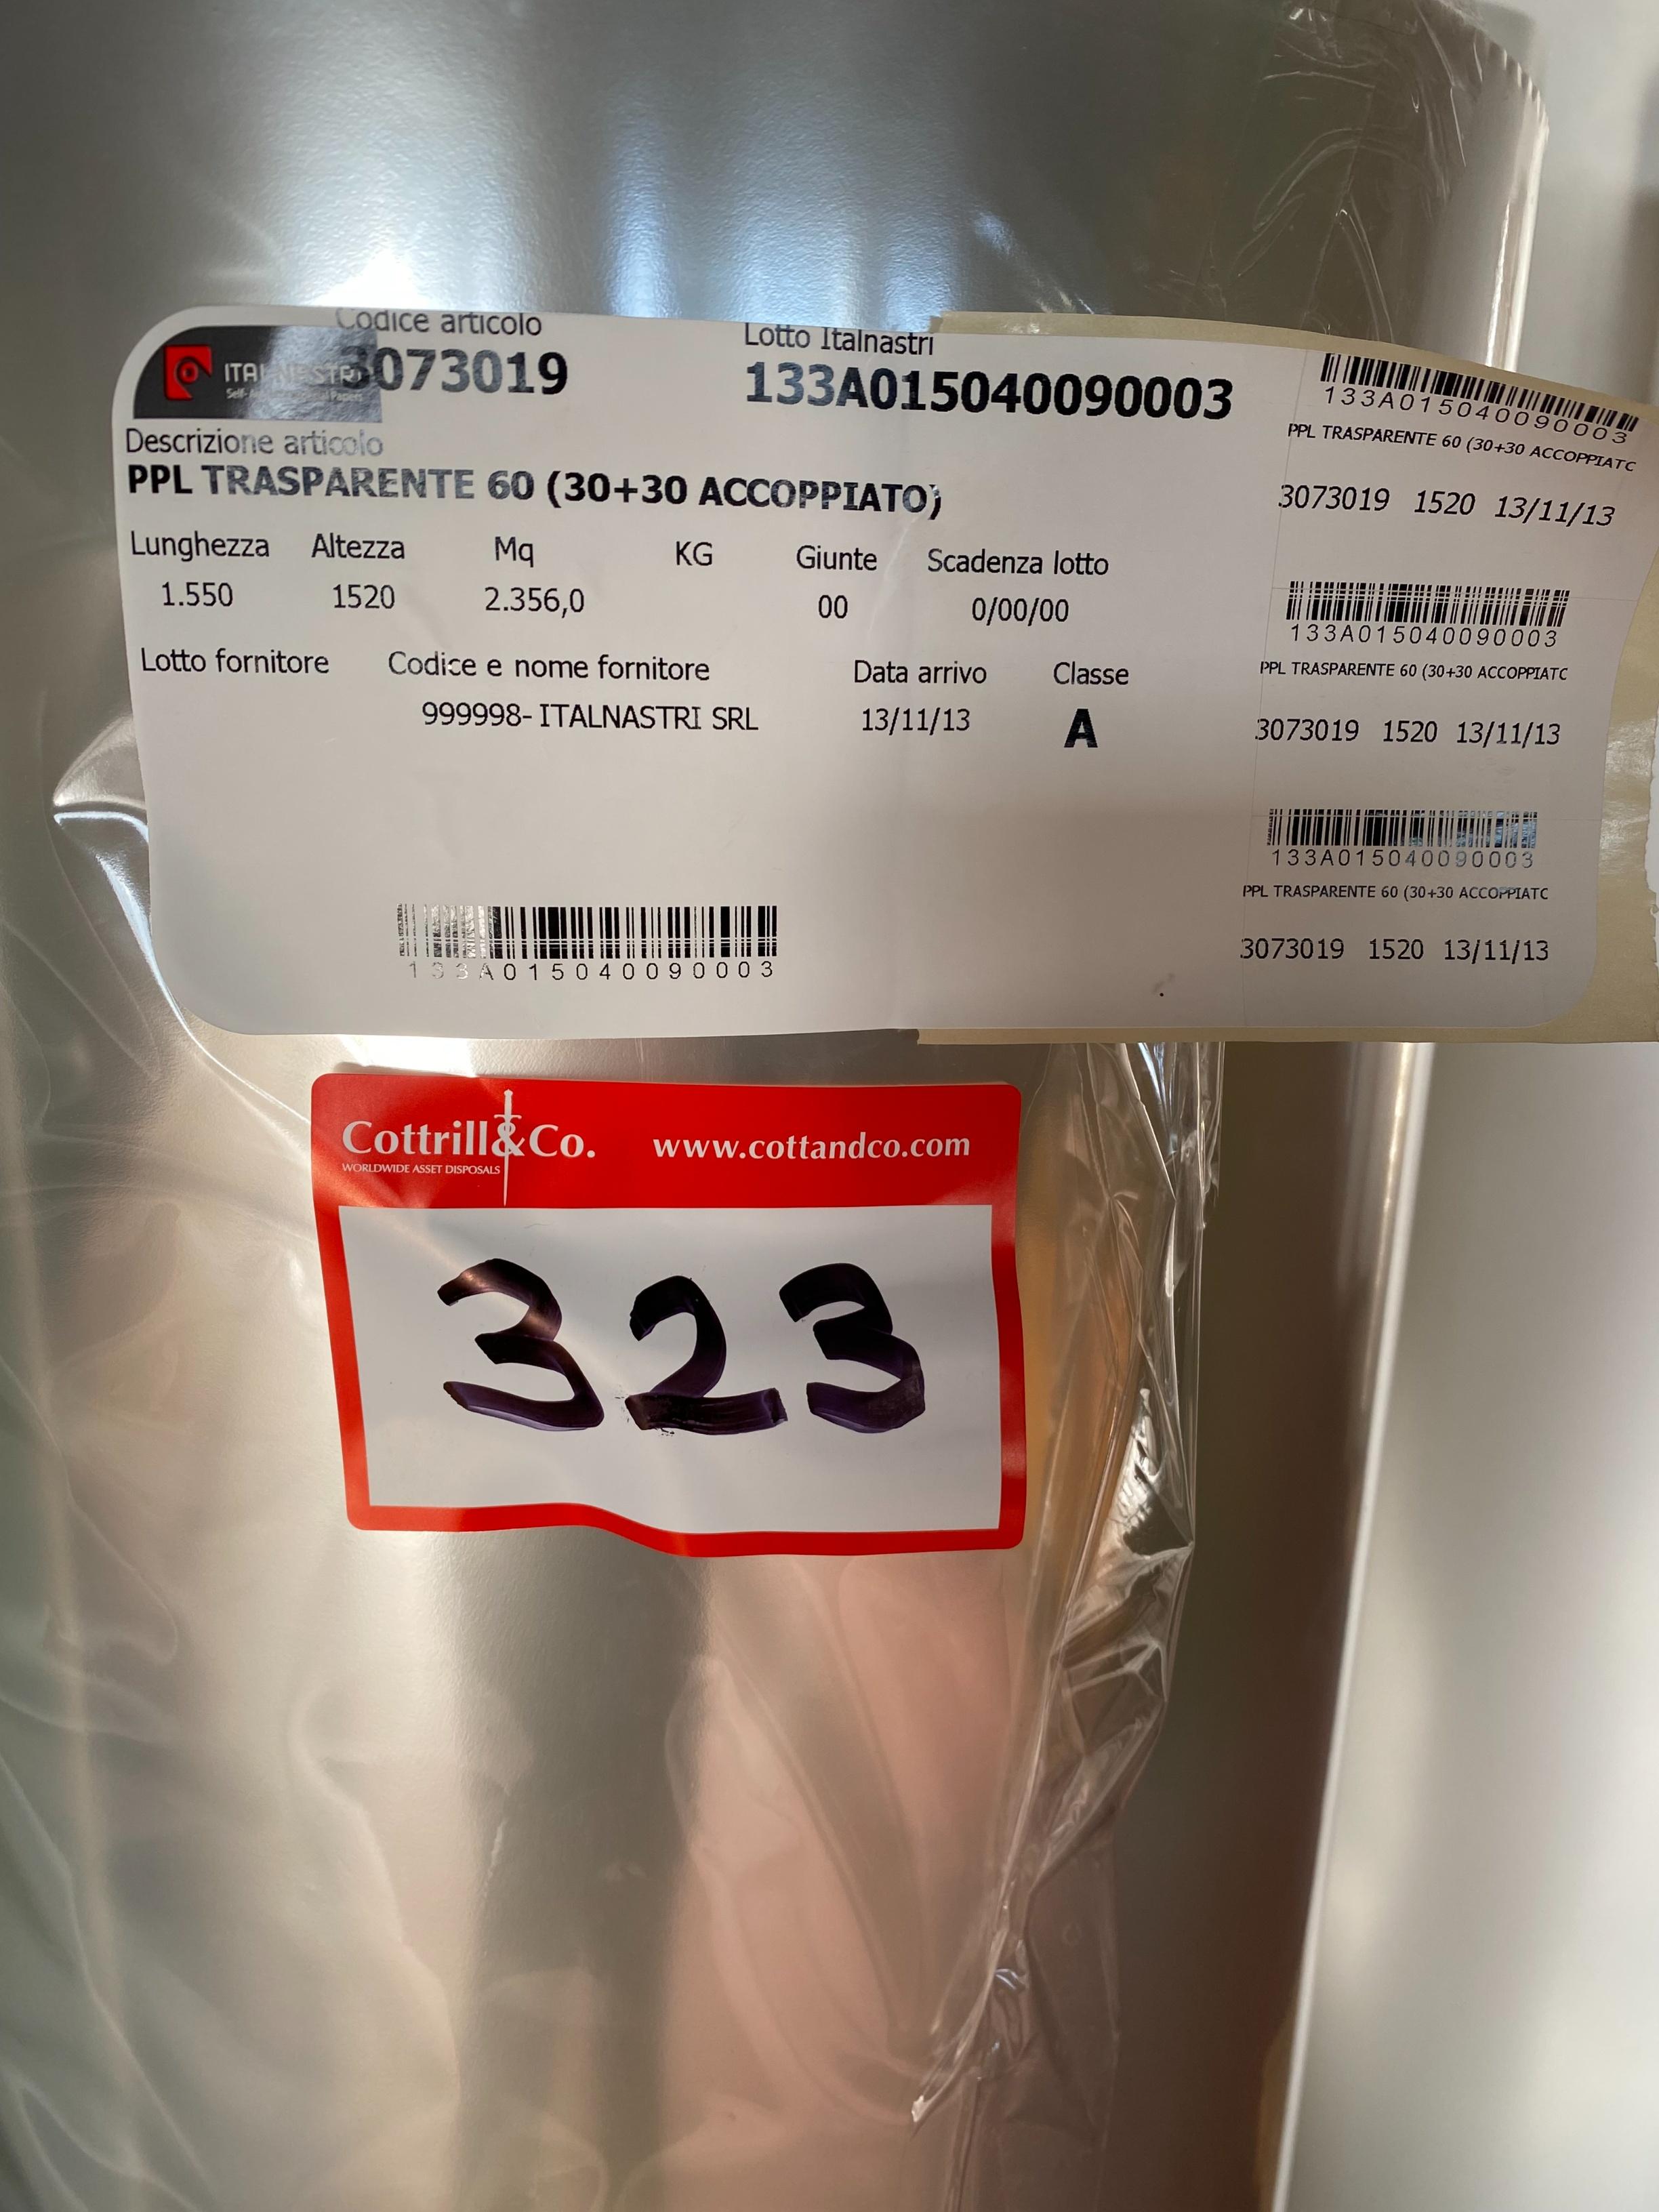 Codice articolo
Lotto Italnastri
ITALNASTRI
3073019
133A015040090003
Descrizione articolo
PPL TRASPARENTE 60 (30+30 ACCOPPIATO)
Lunghezza Altezza Mq KG Giunte Scadenza lotto
1.550 1520 2.356,0 00 0/00/00
Lotto fornitore Codice e nome fornitore Data arrivo Classe
999998- ITALNASTRI SRL 13/11/13 A
133A015040090003
133A015040090003
PPL TRASPARENTE 60 (30+30 ACCOPPIATC
3073019 1520 13/11/13
133A015040090003
PPL TRASPARENTE 60 (30+30 ACCOPPIATC
3073019 1520 13/11/13
133A015040090003
PPL TRASPARENTE 60 (30+30 ACCOPPIATC
3073019 1520 13/11/13
Cottrill&Co. www.cottandco.com
WORLDWIDE ASSET DISPOSALS
323